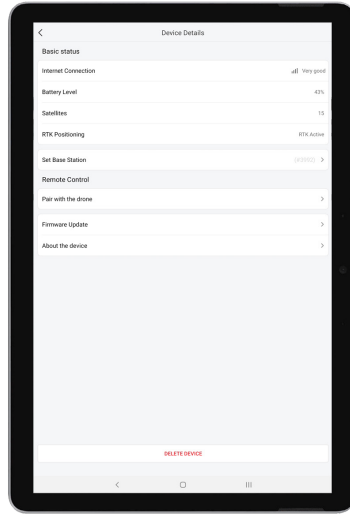 Device Details
Basic status
Internet Connection Very good
Battery Level 43%
Satellites 15
RTK Positioning RTK Active
Set Base Station
Remote Control
Pair with the drone
Firmware Update
About the device
DELETE DEVICE